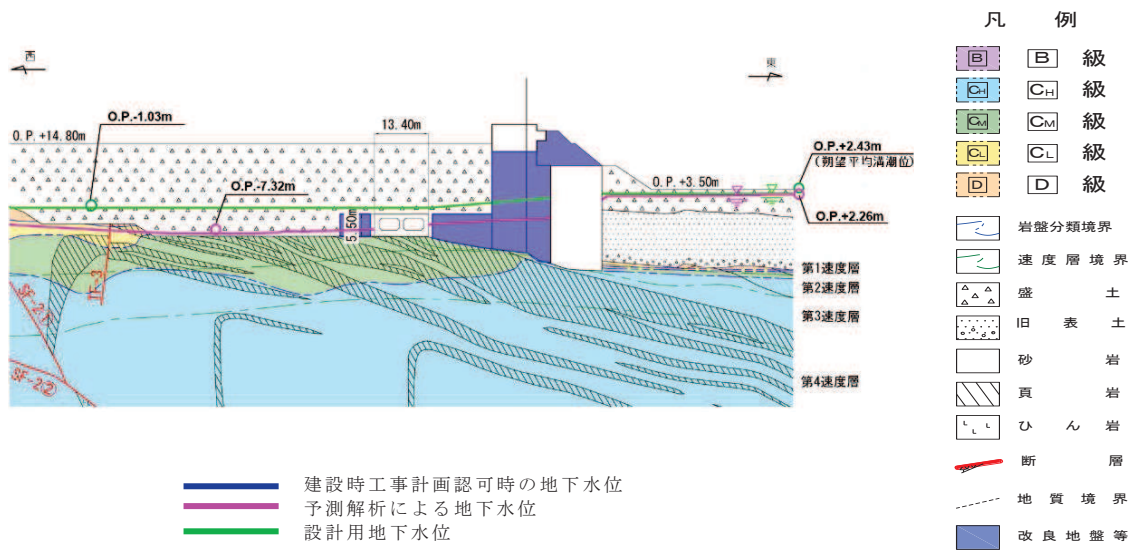 凡 例
西
東
B B 級
CH CH 級
CM CM 級
CL CL 級
D D 級
O.P.-1.03m
13.40m
O.P.+14.80m
O.P.+2.43m
(朔望平均満潮位)
O.P.-7.32m
O.P.+3.50m
O.P.+2.26m
5.50m
TF-3
SF-2①
SF-2②
第1速度層
第2速度層
第3速度層
第4速度層
岩盤分類境界
速度層境界
盛土
旧表土
砂岩
頁岩
ひん岩
断層
地質境界
改良地盤等
建設時工事計画認可時の地下水位
予測解析による地下水位
設計用地下水位